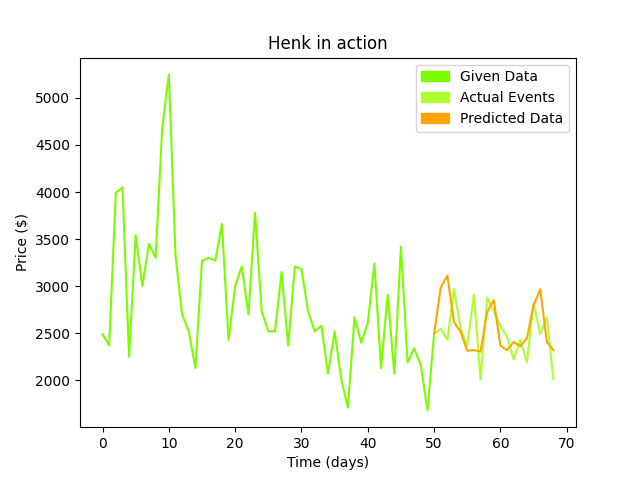 Henk in action
Given Data
Actual Events
Predicted Data
Price ($)
5000
4500
4000
3500
3000
2500
2000
0 10 20 30 40 50 60 70
Time (days)